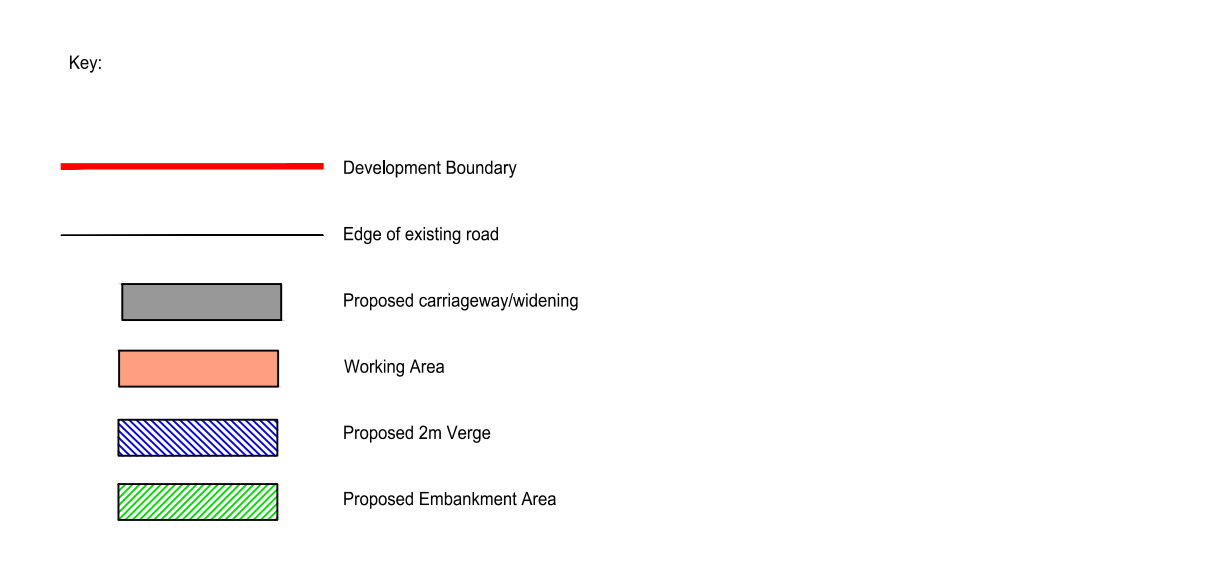 Key:
Development Boundary
Edge of existing road
Proposed carriageway/widening
Working Area
Proposed 2m Verge
Proposed Embankment Area